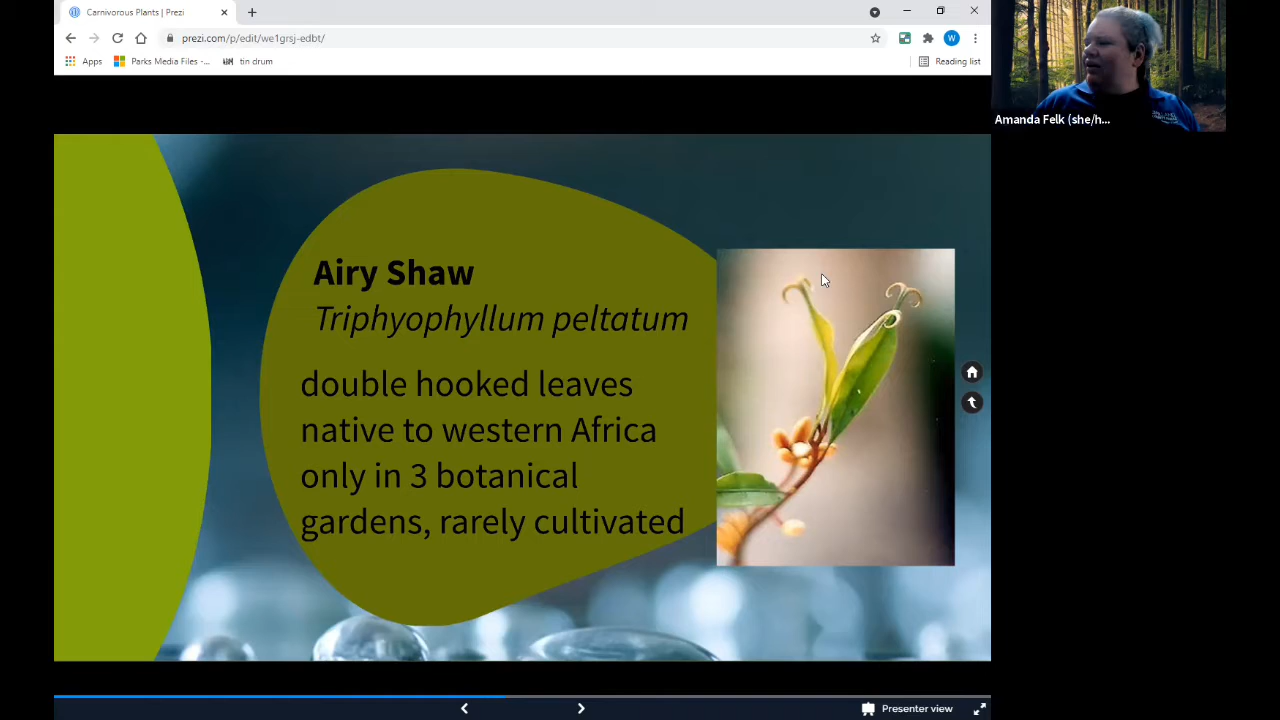 Carnivorous Plants | Prezi
prezi.com/p/edit/we1grsj-edbt/
W
Apps
Parks Media Files -...
tin drum
Reading list
Amanda Felk (she/h...
Airy Shaw
Triphyophyllum peltatum
double hooked leaves
native to western Africa
only in 3 botanical
gardens, rarely cultivated
Presenter view